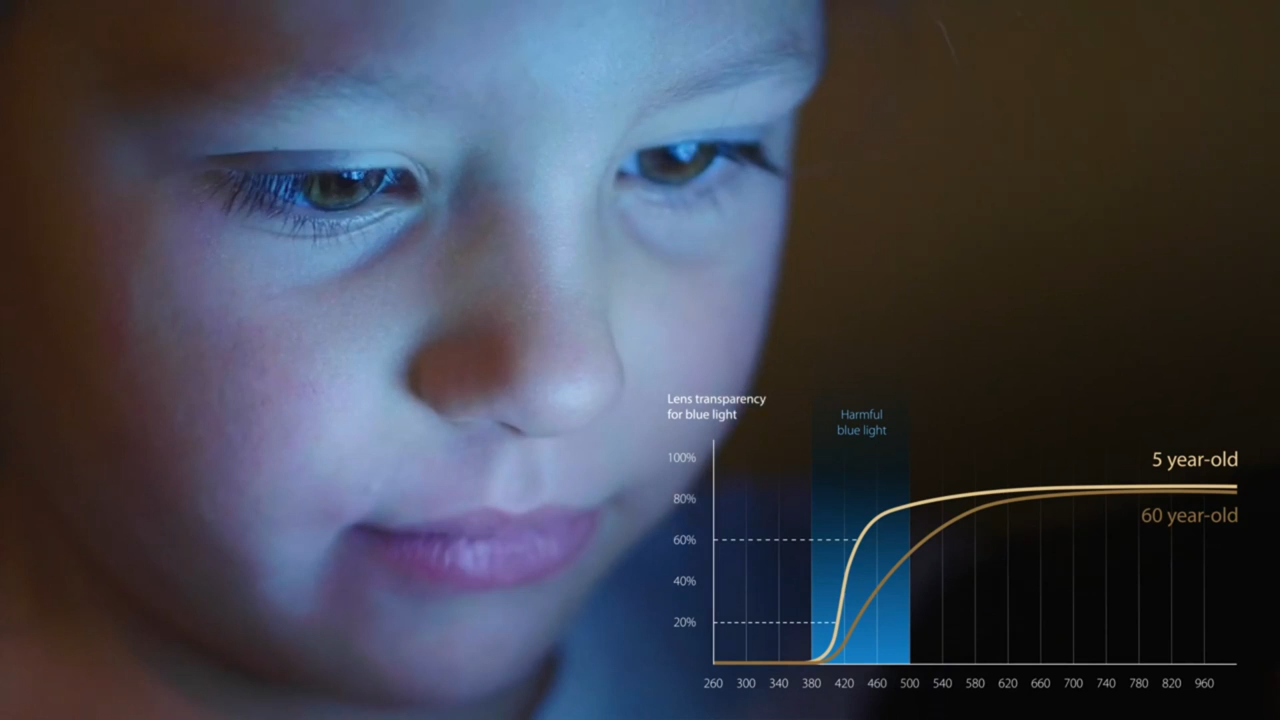 Lens transparency
for blue light
Harmful
blue light
100%
80%
60%
40%
20%
5 year-old
60 year-old
260 300 340 380 420 460 500 540 580 620 660 700 740 780 820 960